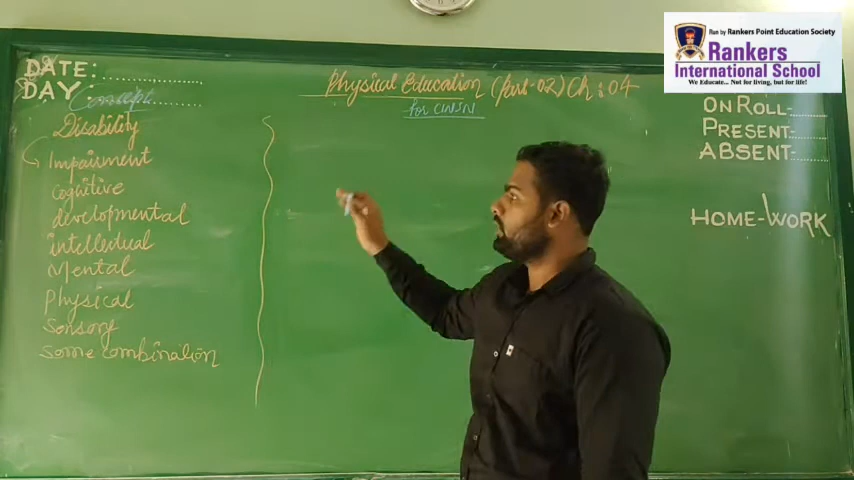 Run by Rankers Point Education Society
Rankers
International School
We Educate... Not for living, but for life!
DATE:
DAY
Concept
Physical Education (Part-02) Ch:04
for CWSN
Disability
Impairment
Cognitive
developmental
intellectual
Mental
Physical
Sensory
Some combination
ON ROLL
PRESENT
ABSENT
HOME-WORK